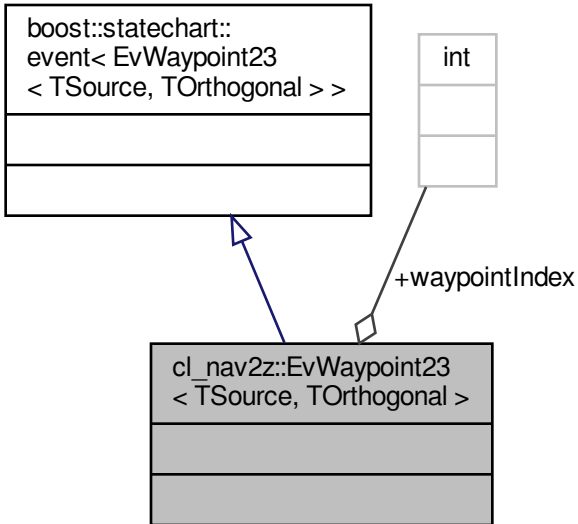 boost::statechart::
event< EvWaypoint23
< TSource, TOrthogonal > >
int
+waypointIndex
cl_nav2z::EvWaypoint23
< TSource, TOrthogonal >